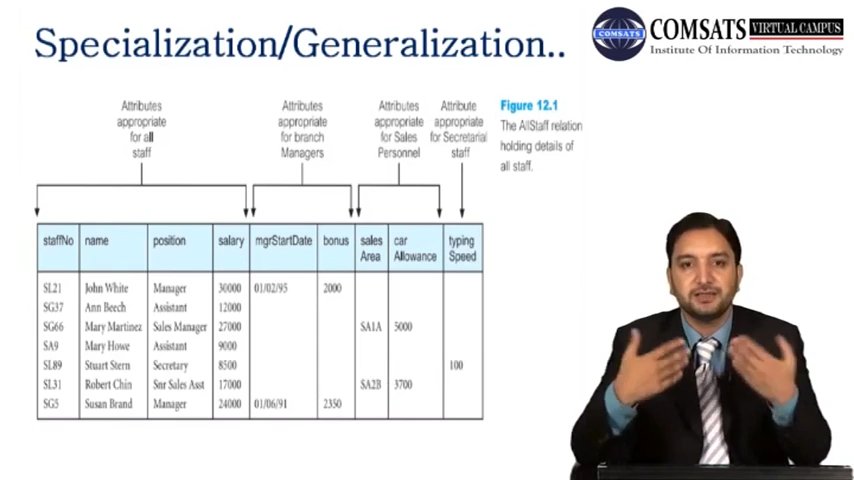 Specialization/Generalization..
COMSATS
COMSATS VIRTUAL CAMPUS
Institute Of Information Technology
Attributes appropriate for all staff
Attributes appropriate for branch Managers
Attributes appropriate for Sales Personnel
Attribute appropriate for Secretarial staff
Figure 12.1
The AllStaff relation
holding details of
all staff.
staffNo name position salary mgrStartDate bonus sales Area car Allowance typing Speed
SL21 John White Manager 30000 01/02/95 2000
SG37 Ann Beech Assistant 12000
SG66 Mary Martinez Sales Manager 27000 SA1A 5000
SA9 Mary Howe Assistant 9000
SL89 Stuart Stern Secretary 8500 100
SL31 Robert Chin Snr Sales Asst 17000 SA2B 3700
SG5 Susan Brand Manager 24000 01/06/91 2350